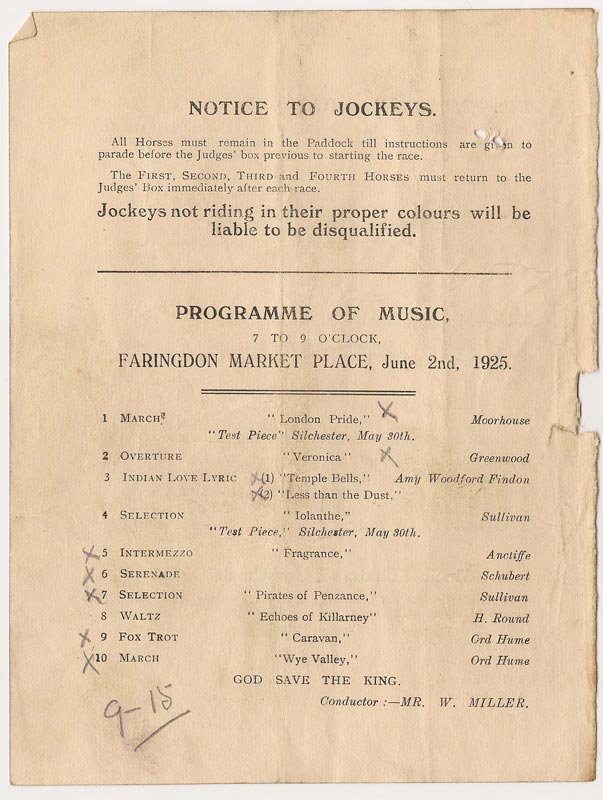 NOTICE TO JOCKEYS.
All Horses must remain in the Paddock till instructions are given to
parade before the Judges' box previous to starting the race.
The FIRST, SECOND, THIRD and FOURTH HORSES must return to the
Judges' Box immediately after each race.
Jockeys not riding in their proper colours will be
liable to be disqualified.
PROGRAMME OF MUSIC,
7 TO 9 O'CLOCK,
FARINGDON MARKET PLACE, June 2nd, 1925.
1 MARCH "London Pride," X Moorhouse
"Test Piece" Silchester, May 30th.
2 OVERTURE "Veronica" X Greenwood
3 INDIAN LOVE LYRIC X (1) "Temple Bells," Amy Woodford Findon
X (2) "Less than the Dust."
4 SELECTION "Iolanthe," Sullivan
"Test Piece," Silchester, May 30th.
X 5 INTERMEZZO "Fragrance," Ancliffe
X 6 SERENADE Schubert
X 7 SELECTION "Pirates of Penzance," Sullivan
8 WALTZ "Echoes of Killarney" H. Round
X 9 FOX TROT "Caravan," Ord Hume
X 10 MARCH "Wye Valley," Ord Hume
GOD SAVE THE KING.
Conductor :—MR. W. MILLER.
9-15